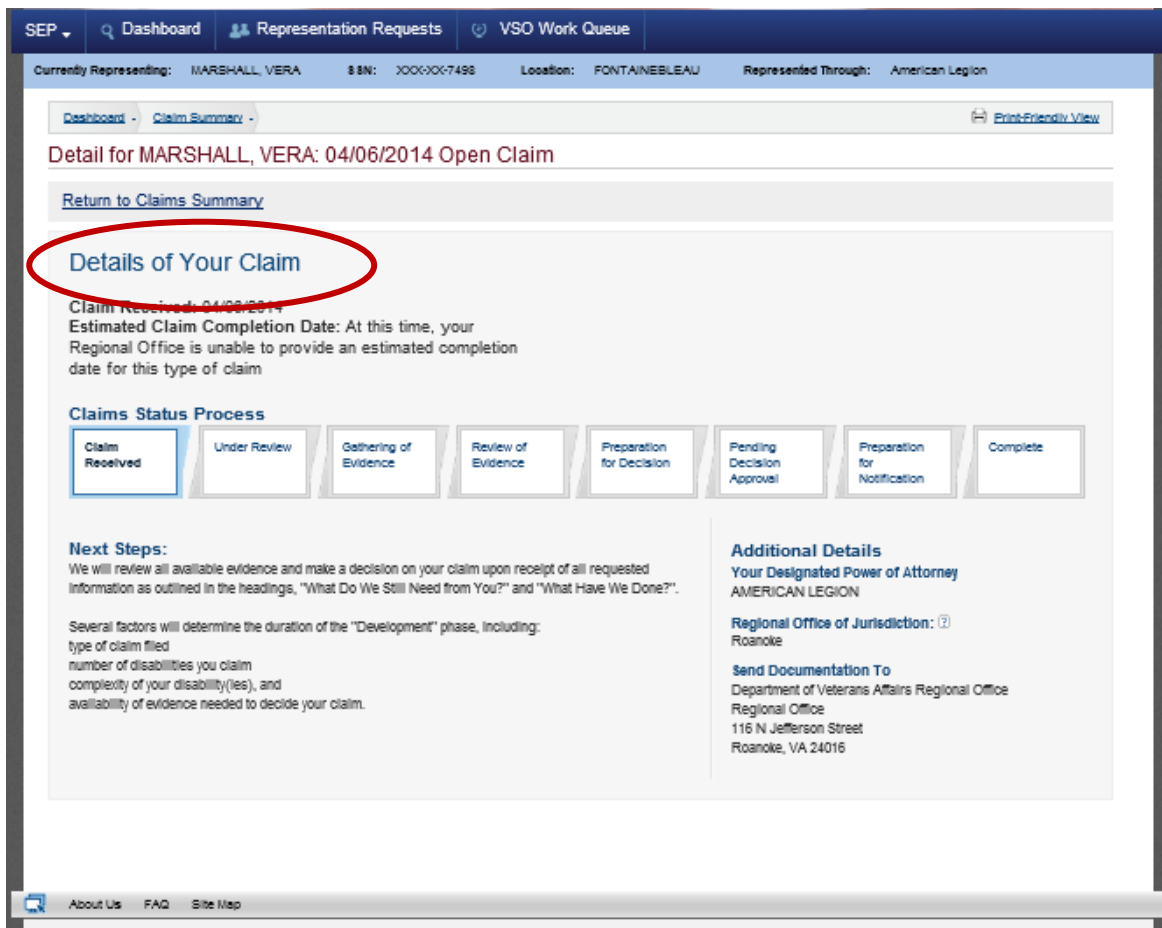 SEP Dashboard Representation Requests VSO Work Queue
Currently Representing: MARSHALL, VERA SSN: XXX-XX-7498 Location: FONTAINEBLEAU Represented Through: American Legion
Dashboard - Claim Summary - Print-Friendly View
Detail for MARSHALL, VERA: 04/06/2014 Open Claim
Return to Claims Summary
Details of Your Claim
Claim Received: 04/06/2014
Estimated Claim Completion Date: At this time, your
Regional Office is unable to provide an estimated completion
date for this type of claim
Claims Status Process
Claim Received
Under Review
Gathering of Evidence
Review of Evidence
Preparation for Decision
Pending Decision Approval
Preparation for Notification
Complete
Next Steps:
We will review all available evidence and make a decision on your claim upon receipt of all requested
information as outlined in the headings, "What Do We Still Need from You?" and "What Have We Done?".
Several factors will determine the duration of the "Development" phase, including:
type of claim filed
number of disabilities you claim
complexity of your disability(ies), and
availability of evidence needed to decide your claim.
Additional Details
Your Designated Power of Attorney
AMERICAN LEGION
Regional Office of Jurisdiction: ?
Roanoke
Send Documentation To
Department of Veterans Affairs Regional Office
Regional Office
116 N Jefferson Street
Roanoke, VA 24016
About Us FAQ Site Map